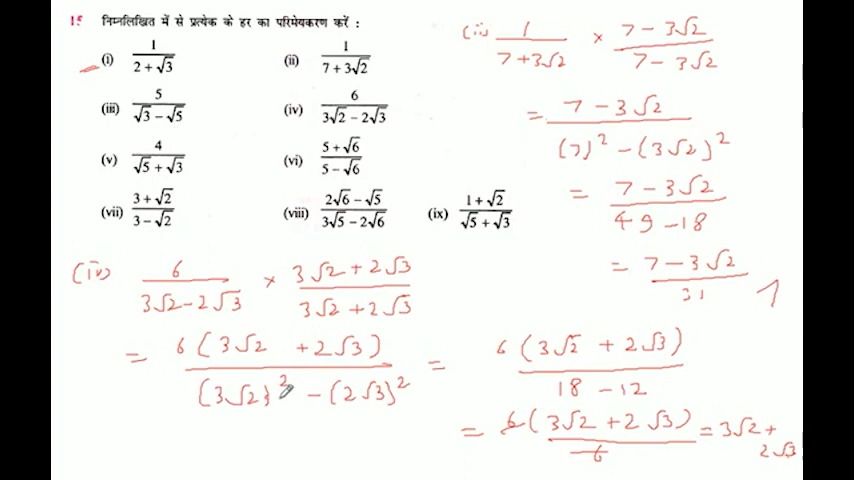 15 निम्नलिखित में से प्रत्येक के हर का परिमेयकरण करें :
(i) 1/(2 + √3) (ii) 1/(7 + 3√2)
(iii) 5/(√3 − √5) (iv) 6/(3√2 − 2√3)
(v) 4/(√5 + √3) (vi) (5 + √6)/(5 − √6)
(vii) (3 + √2)/(3 − √2) (viii) (2√6 − √5)/(3√5 − 2√6) (ix) (1 + √2)/(√5 + √3)
(ii) 1/(7 + 3√2) × (7 − 3√2)/(7 − 3√2)
= (7 − 3√2)/((7)² − (3√2)²)
= (7 − 3√2)/(49 − 18)
= (7 − 3√2)/31
(iv) 6/(3√2 − 2√3) × (3√2 + 2√3)/(3√2 + 2√3)
= 6(3√2 + 2√3)/((3√2)² − (2√3)²) = 6(3√2 + 2√3)/(18 − 12)
= 6(3√2 + 2√3)/6 = 3√2 + 2√3